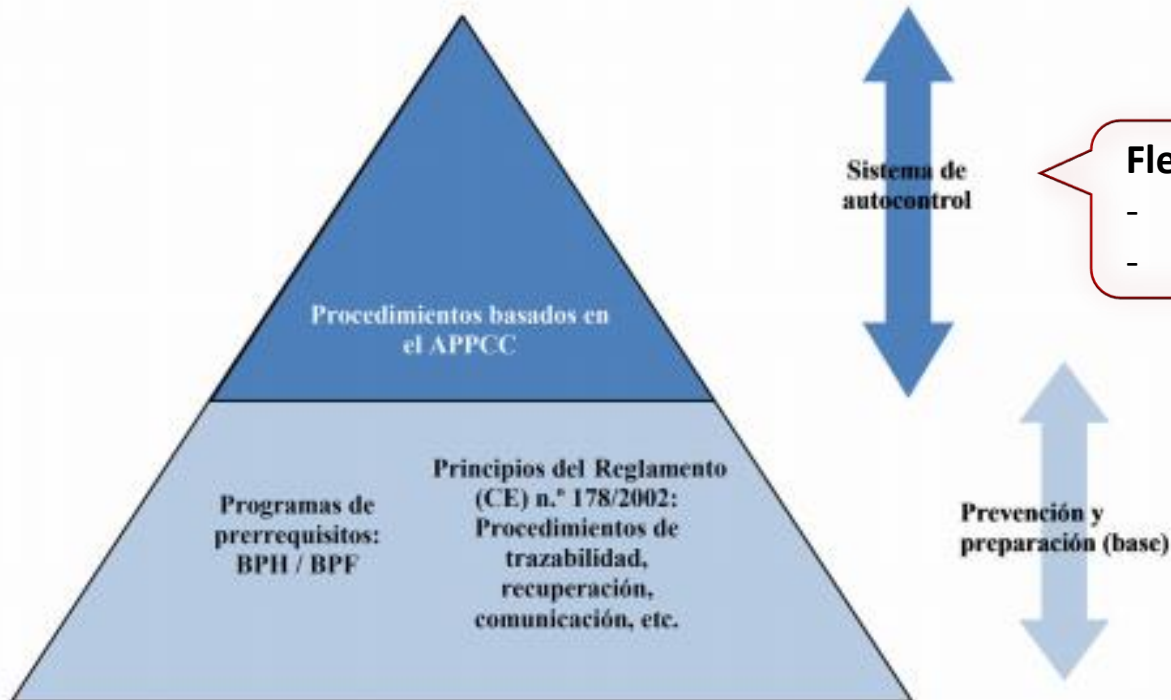 Procedimientos basados en
el APPCC
Programas de
prerrequisitos:
BPH / BPF
Principios del Reglamento
(CE) n.º 178/2002:
Procedimientos de
trazabilidad,
recuperación,
comunicación, etc.
Sistema de
autocontrol
Fle
-
-
Prevención y
preparación (base)